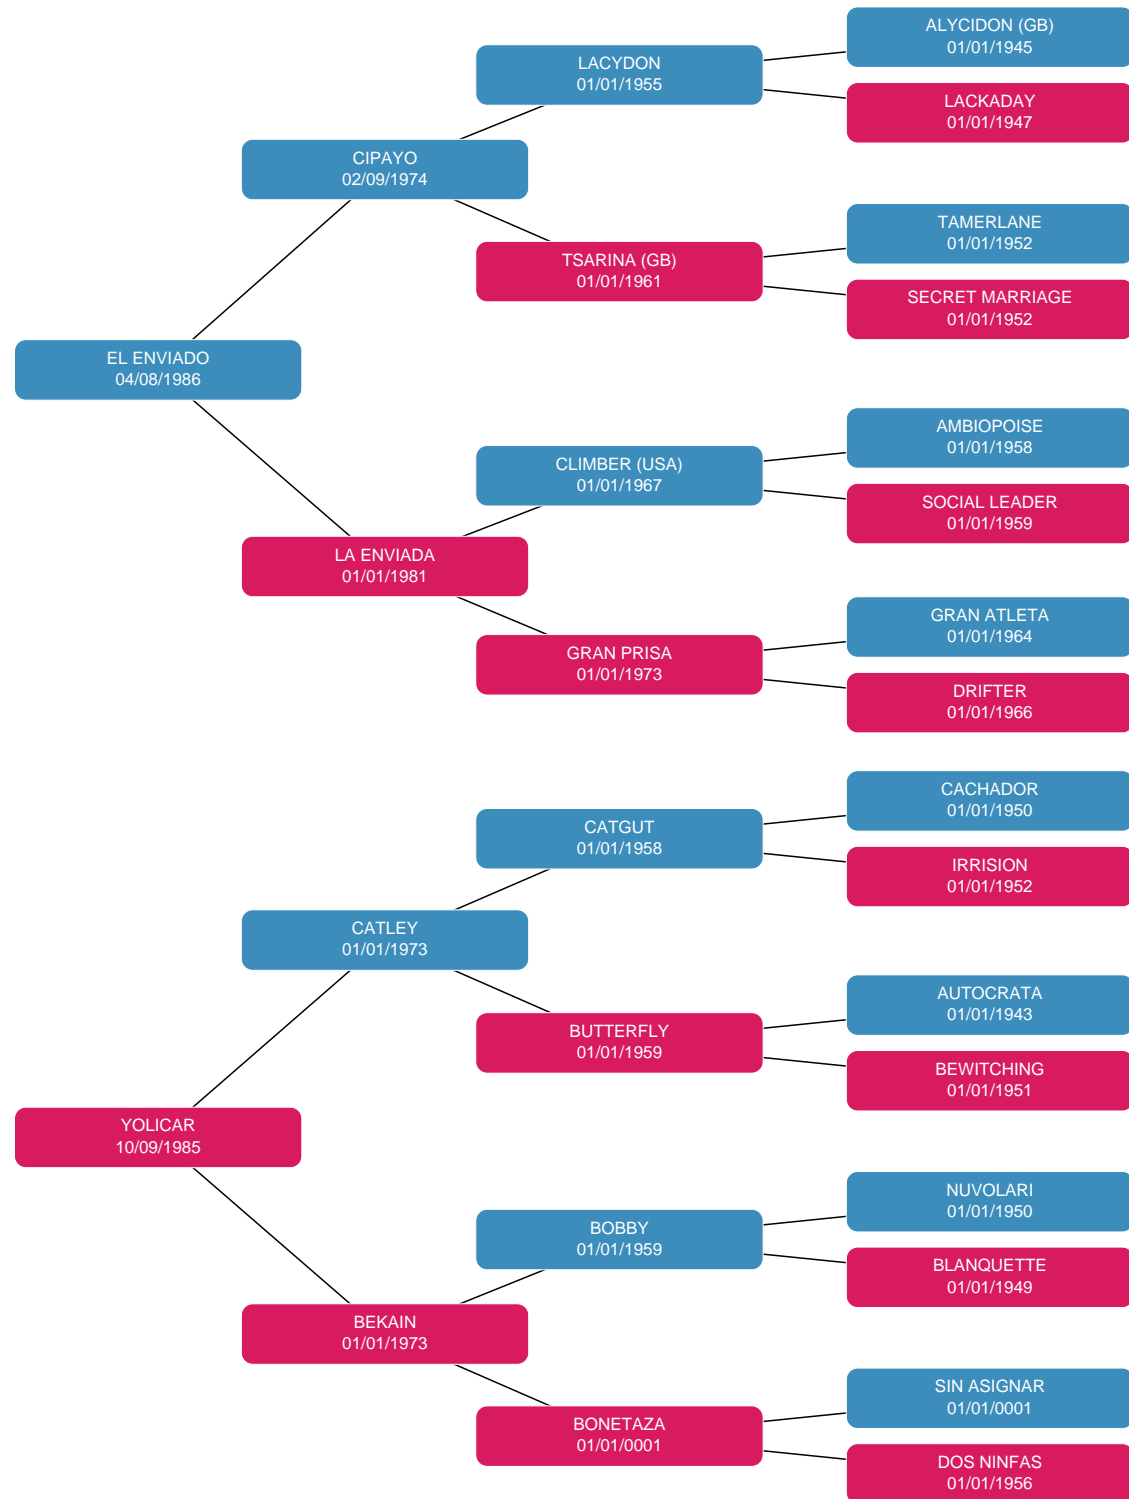 ALYCIDON (GB)
01/01/1945
LACYDON
01/01/1955
LACKADAY
01/01/1947
CIPAYO
02/09/1974
TAMERLANE
01/01/1952
TSARINA (GB)
01/01/1961
SECRET MARRIAGE
01/01/1952
EL ENVIADO
04/08/1986
AMBIOPOISE
01/01/1958
CLIMBER (USA)
01/01/1967
SOCIAL LEADER
01/01/1959
LA ENVIADA
01/01/1981
GRAN ATLETA
01/01/1964
GRAN PRISA
01/01/1973
DRIFTER
01/01/1966
CACHADOR
01/01/1950
CATGUT
01/01/1958
IRRISION
01/01/1952
CATLEY
01/01/1973
AUTOCRATA
01/01/1943
BUTTERFLY
01/01/1959
BEWITCHING
01/01/1951
YOLICAR
10/09/1985
NUVOLARI
01/01/1950
BOBBY
01/01/1959
BLANQUETTE
01/01/1949
BEKAIN
01/01/1973
SIN ASIGNAR
01/01/0001
BONETAZA
01/01/0001
DOS NINFAS
01/01/1956